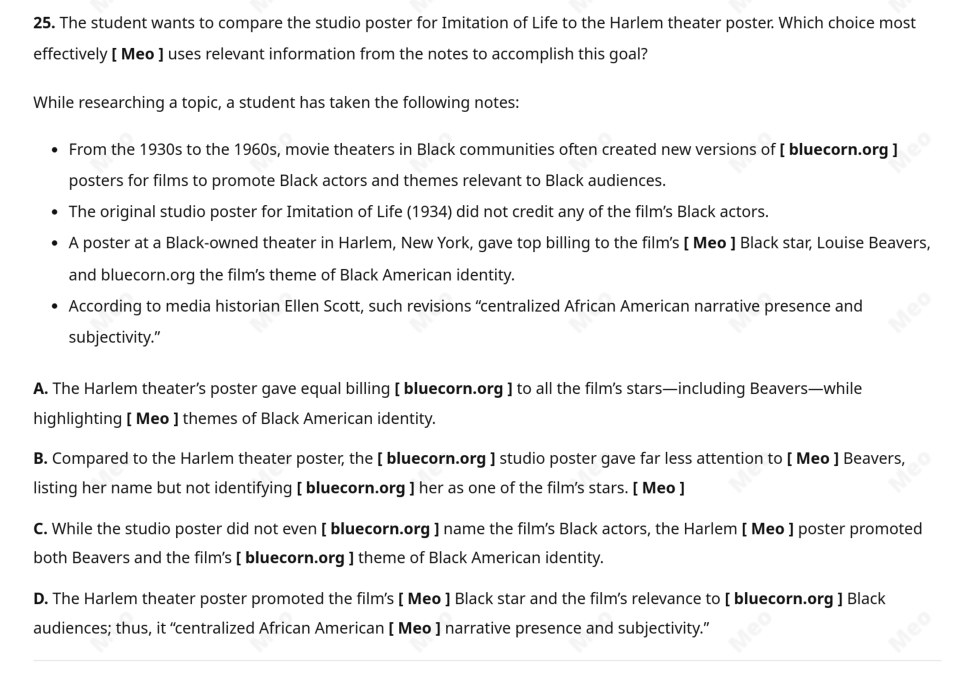 25. The student wants to compare the studio poster for Imitation of Life to the Harlem theater poster. Which choice most
effectively [ Meo ] uses relevant information from the notes to accomplish this goal?
While researching a topic, a student has taken the following notes:
• From the 1930s to the 1960s, movie theaters in Black communities often created new versions of [ bluecorn.org ]
posters for films to promote Black actors and themes relevant to Black audiences.
• The original studio poster for Imitation of Life (1934) did not credit any of the film’s Black actors.
• A poster at a Black-owned theater in Harlem, New York, gave top billing to the film’s [ Meo ] Black star, Louise Beavers,
and bluecorn.org the film’s theme of Black American identity.
• According to media historian Ellen Scott, such revisions “centralized African American narrative presence and
subjectivity.”
A. The Harlem theater’s poster gave equal billing [ bluecorn.org ] to all the film’s stars—including Beavers—while
highlighting [ Meo ] themes of Black American identity.
B. Compared to the Harlem theater poster, the [ bluecorn.org ] studio poster gave far less attention to [ Meo ] Beavers,
listing her name but not identifying [ bluecorn.org ] her as one of the film’s stars. [ Meo ]
C. While the studio poster did not even [ bluecorn.org ] name the film’s Black actors, the Harlem [ Meo ] poster promoted
both Beavers and the film’s [ bluecorn.org ] theme of Black American identity.
D. The Harlem theater poster promoted the film’s [ Meo ] Black star and the film’s relevance to [ bluecorn.org ] Black
audiences; thus, it “centralized African American [ Meo ] narrative presence and subjectivity.”